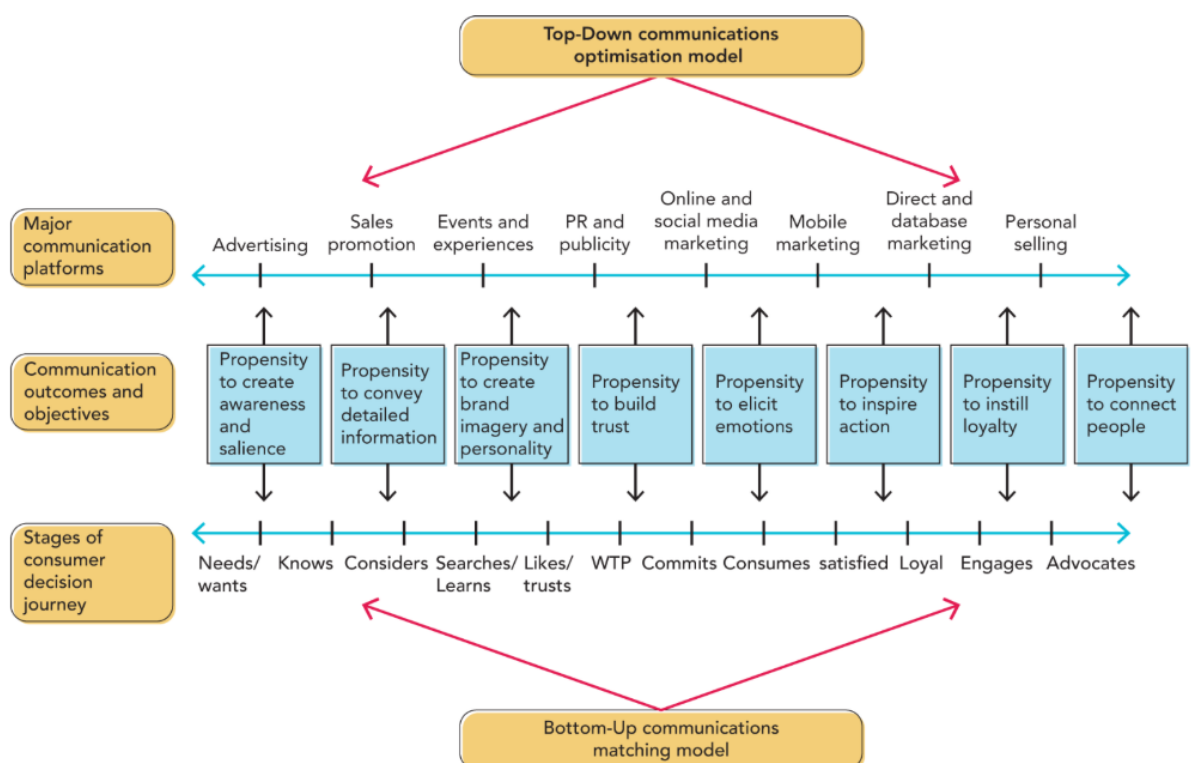 Top-Down communications
optimisation model
Major
communication
platforms
Advertising
Sales
promotion
Events and
experiences
PR and
publicity
Online and
social media
marketing
Mobile
marketing
Direct and
database
marketing
Personal
selling
Communication
outcomes and
objectives
Propensity
to create
awareness
and
salience
Propensity
to convey
detailed
information
Propensity
to create
brand
imagery and
personality
Propensity
to build
trust
Propensity
to elicit
emotions
Propensity
to inspire
action
Propensity
to instill
loyalty
Propensity
to connect
people
Stages of
consumer
decision
journey
Needs/
wants
Knows
Considers
Searches/
Learns
Likes/
trusts
WTP
Commits
Consumes
satisfied
Loyal
Engages
Advocates
Bottom-Up communications
matching model